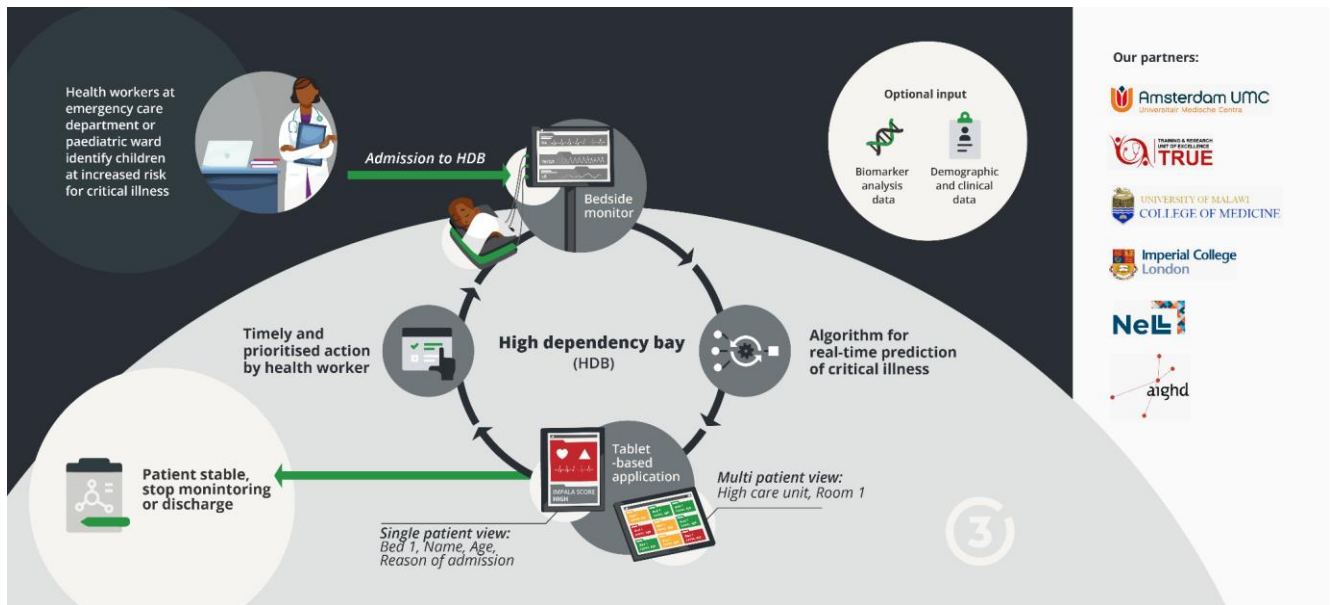 Health workers at
emergency care
department or
paediatric ward
identify children
at increased risk
for critical illness
Admission to HDB
Bedside
monitor
Optional input
Biomarker
analysis
data
Demographic
and clinical
data
Timely and
prioritised action
by health worker
High dependency bay
(HDB)
Algorithm for
real-time prediction
of critical illness
Patient stable,
stop monintoring
or discharge
IMPALA SCORE
HIGH
Tablet
-based
application
Single patient view:
Bed 1, Name, Age,
Reason of admission
Multi patient view:
High care unit, Room 1
3
Our partners:
Amsterdam UMC
Universitair Medische Centra
TRAINING & RESEARCH
UNIT OF EXCELLENCE
TRUE
UNIVERSITY OF MALAWI
COLLEGE OF MEDICINE
Imperial College
London
NeLL
aighd